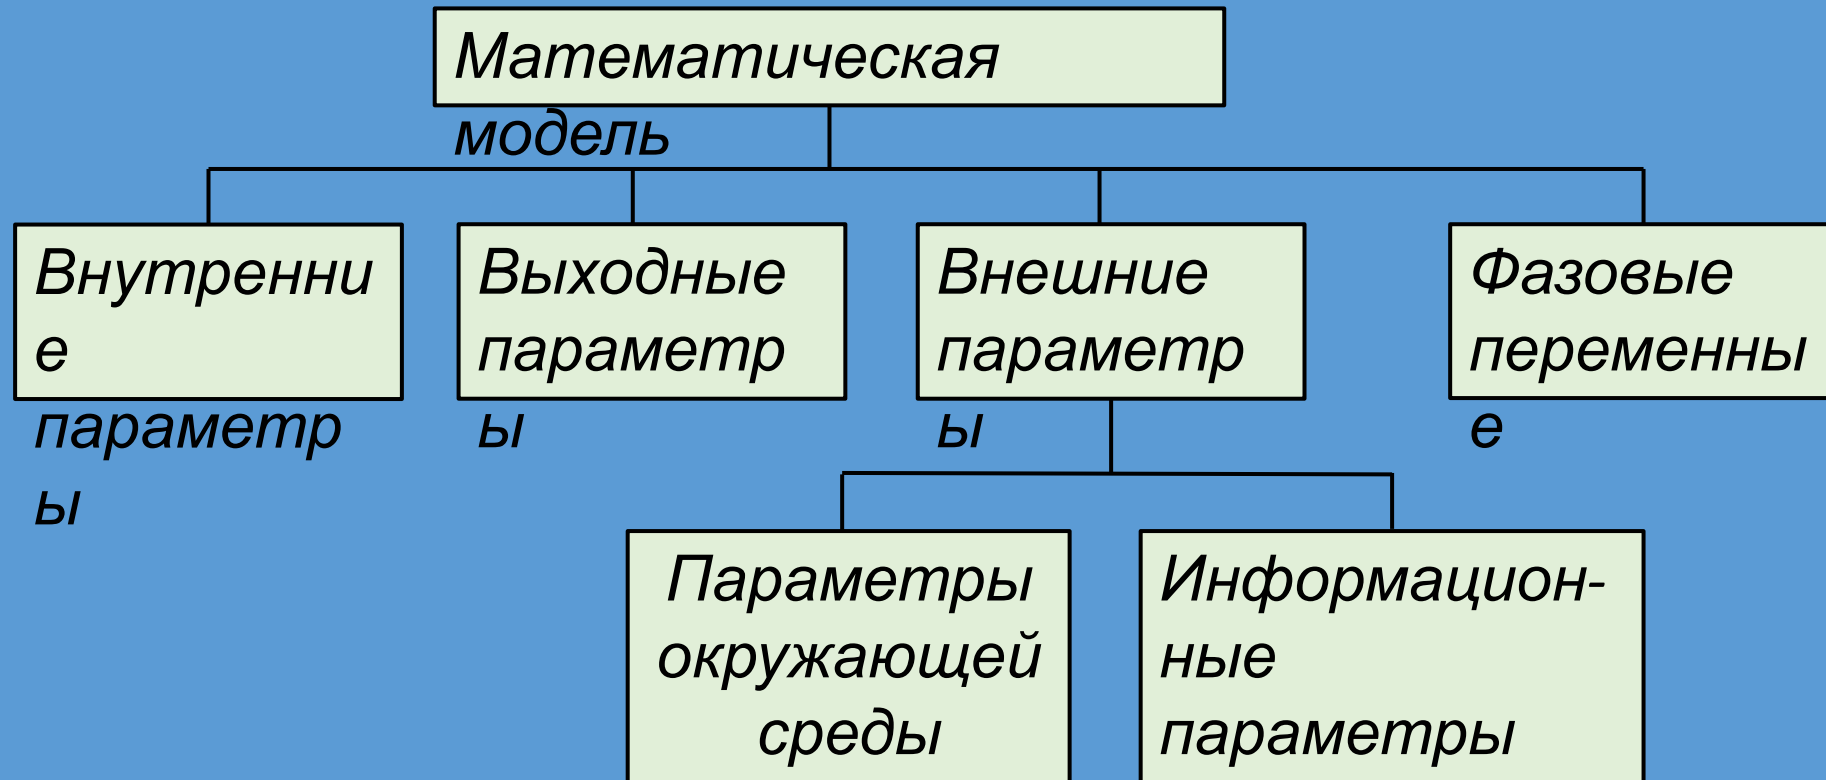 Математическая
модель
Внутренни
е
параметр
ы
Выходные
параметр
ы
Внешние
параметр
ы
Фазовые
переменны
е
Параметры
окружающей
среды
Информацион-
ные
параметры